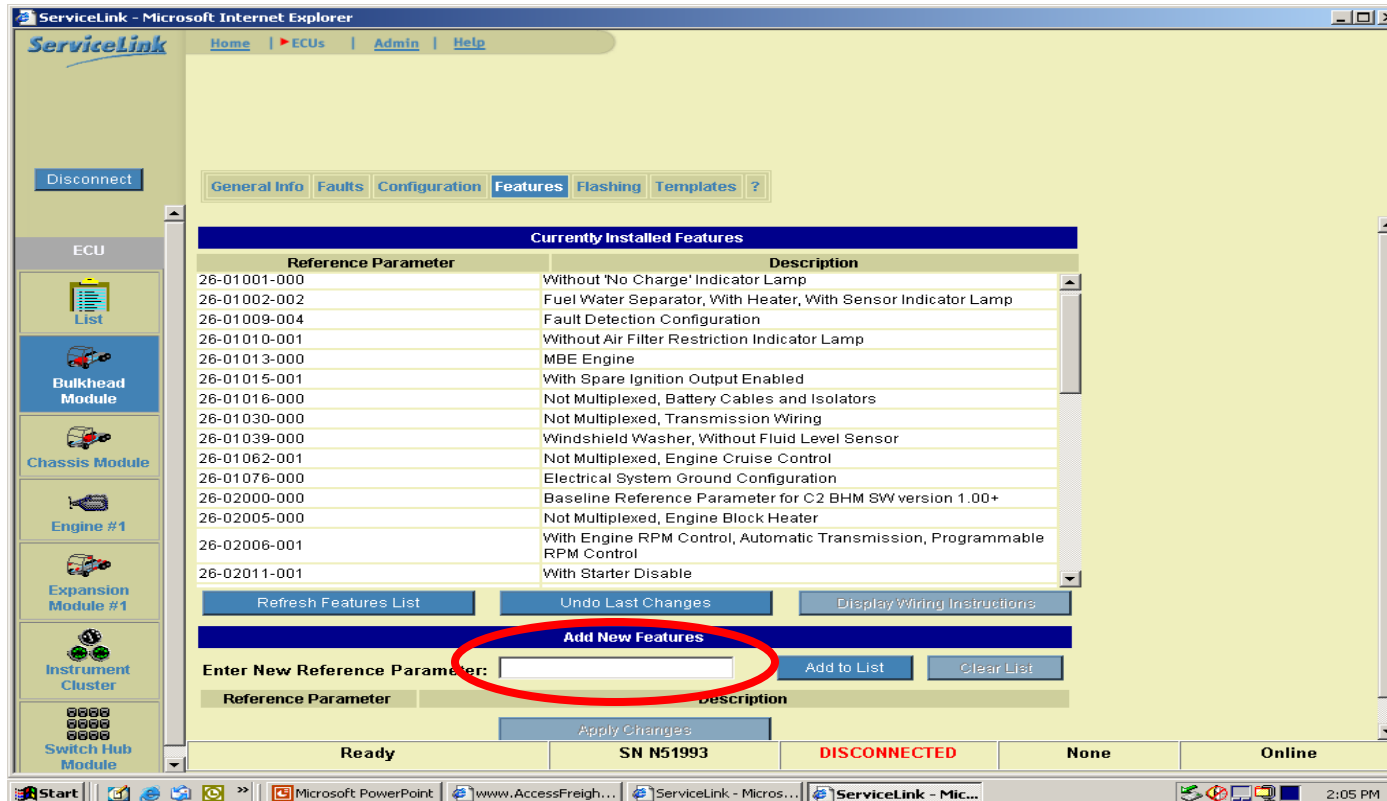 ServiceLink - Microsoft Internet Explorer
ServiceLink
Home | ECUs | Admin | Help
Disconnect
General Info Faults Configuration Features Flashing Templates ?
ECU
List
Bulkhead
Module
Chassis Module
Engine #1
Expansion
Module #1
Instrument
Cluster
Switch Hub
Module
Currently Installed Features
Reference Parameter Description
26-01001-000 Without 'No Charge' Indicator Lamp
26-01002-002 Fuel Water Separator, With Heater, With Sensor Indicator Lamp
26-01009-004 Fault Detection Configuration
26-01010-001 Without Air Filter Restriction Indicator Lamp
26-01013-000 MBE Engine
26-01015-001 With Spare Ignition Output Enabled
26-01016-000 Not Multiplexed, Battery Cables and Isolators
26-01030-000 Not Multiplexed, Transmission Wiring
26-01039-000 Windshield Washer, Without Fluid Level Sensor
26-01062-001 Not Multiplexed, Engine Cruise Control
26-01076-000 Electrical System Ground Configuration
26-02000-000 Baseline Reference Parameter for C2 BHM SW version 1.00+
26-02005-000 Not Multiplexed, Engine Block Heater
26-02006-001 With Engine RPM Control, Automatic Transmission, Programmable
RPM Control
26-02011-001 With Starter Disable
Refresh Features List Undo Last Changes Display Wiring Instructions
Add New Features
Enter New Reference Parameter: Add to List Clear List
Reference Parameter Description
Apply Changes
Ready SN N51993 DISCONNECTED None Online
Start » Microsoft PowerPoint www.AccessFreigh... ServiceLink - Micros... ServiceLink - Mic... 2:05 PM